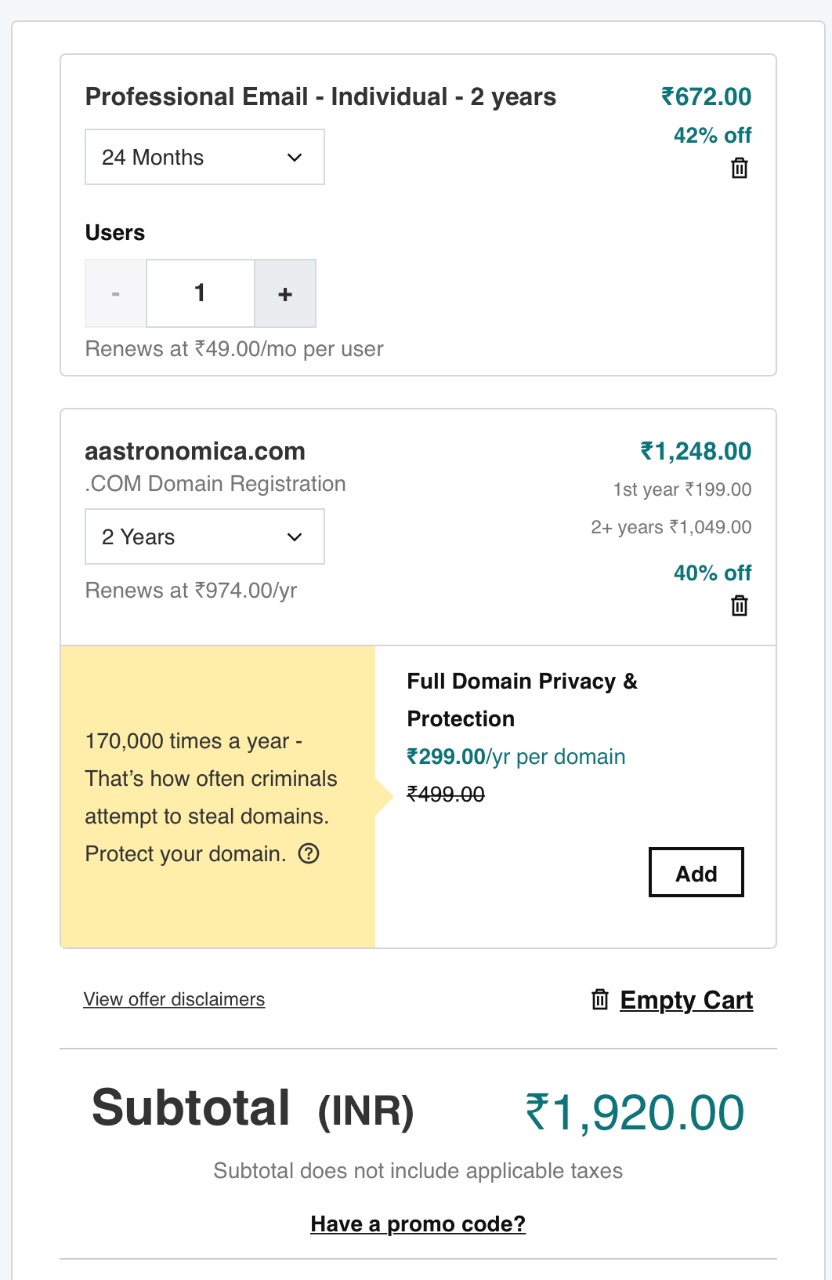 Professional Email - Individual - 2 years
₹672.00
42% off
24 Months
Users
- 1 +
Renews at ₹49.00/mo per user
aastronomica.com
₹1,248.00
.COM Domain Registration
1st year ₹199.00
2 Years
2+ years ₹1,049.00
40% off
Renews at ₹974.00/yr
170,000 times a year -
That’s how often criminals
attempt to steal domains.
Protect your domain. ?
Full Domain Privacy &
Protection
₹299.00/yr per domain
₹499.00
Add
View offer disclaimers
Empty Cart
Subtotal (INR)
₹1,920.00
Subtotal does not include applicable taxes
Have a promo code?